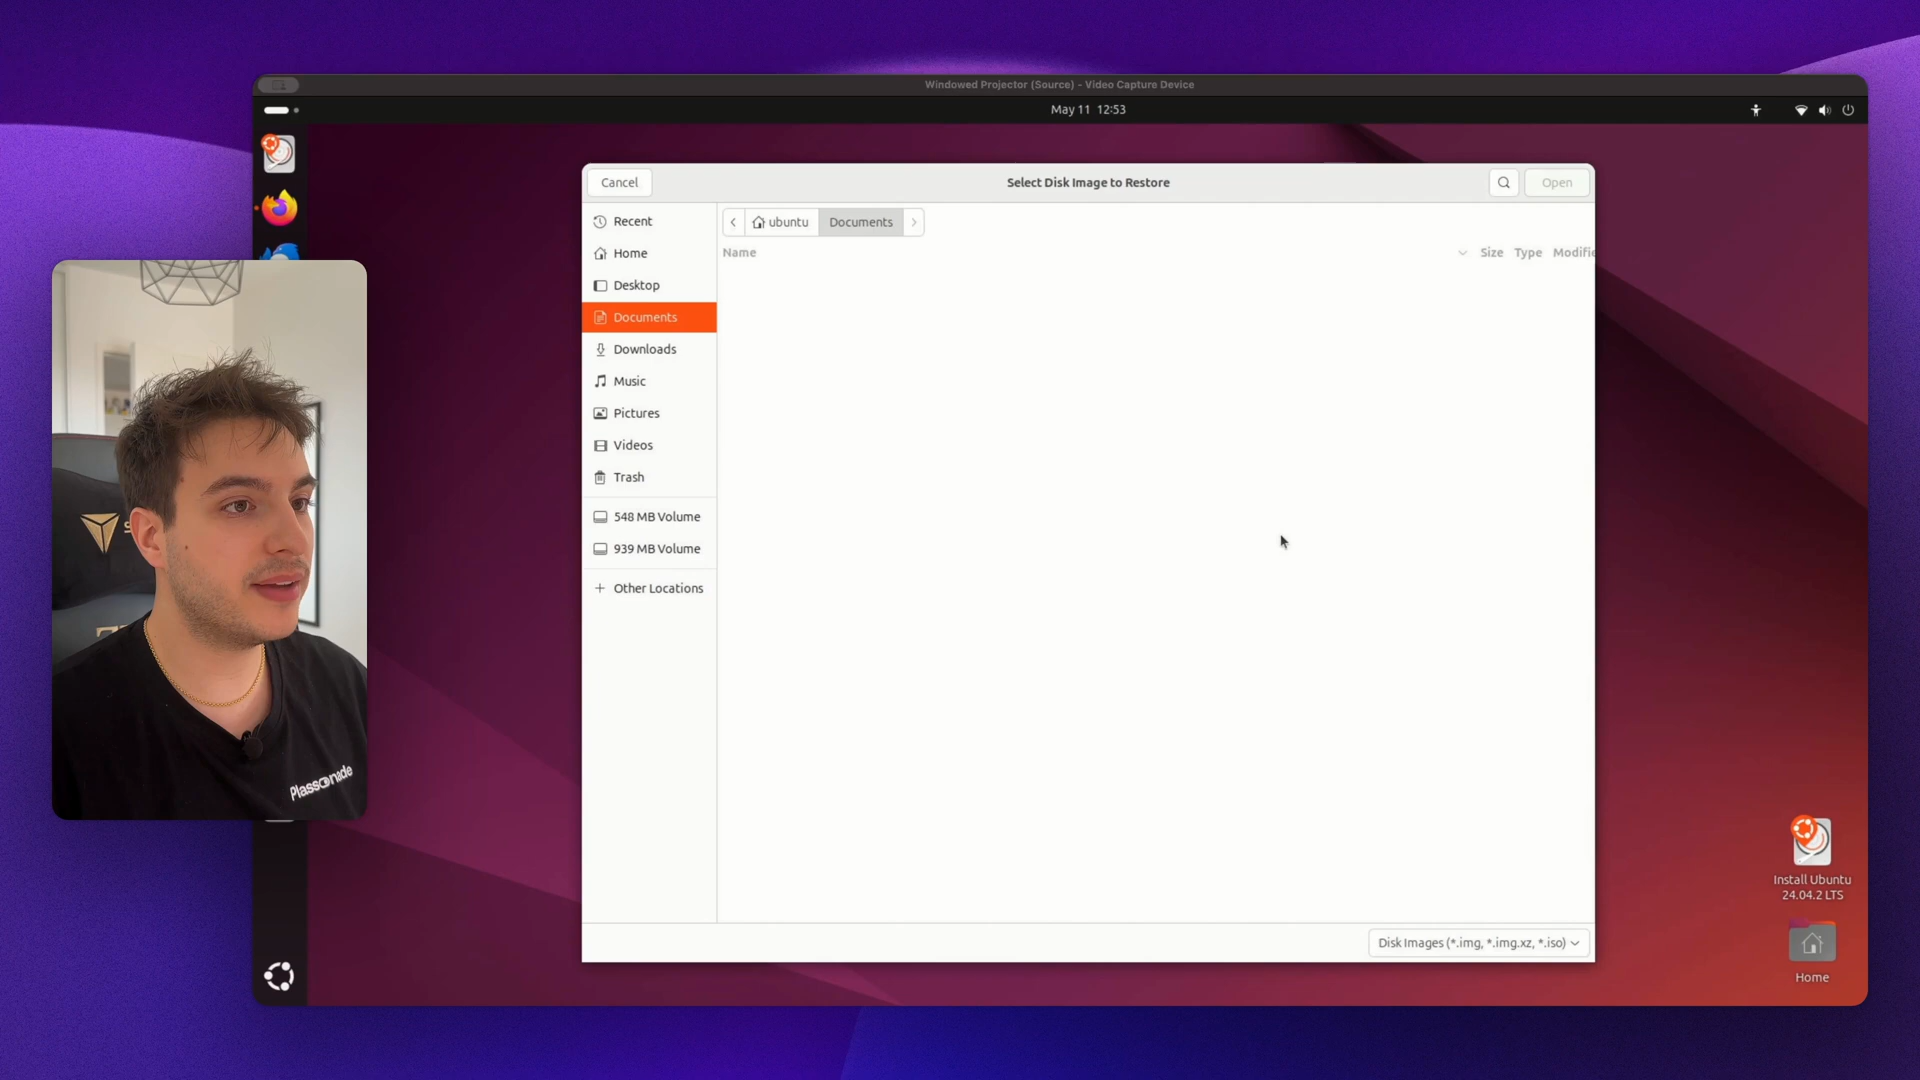 Windowed Projector (Source) - Video Capture Device
May 11 12:53
Cancel
Select Disk Image to Restore
Open
Recent
Home
Desktop
Documents
Downloads
Music
Pictures
Videos
Trash
548 MB Volume
939 MB Volume
Other Locations
ubuntu
Documents
Name
Size
Type
Modifie
Disk Images (*.img, *.img.xz, *.iso)
Install Ubuntu
24.04.2 LTS
Home
Plassonade